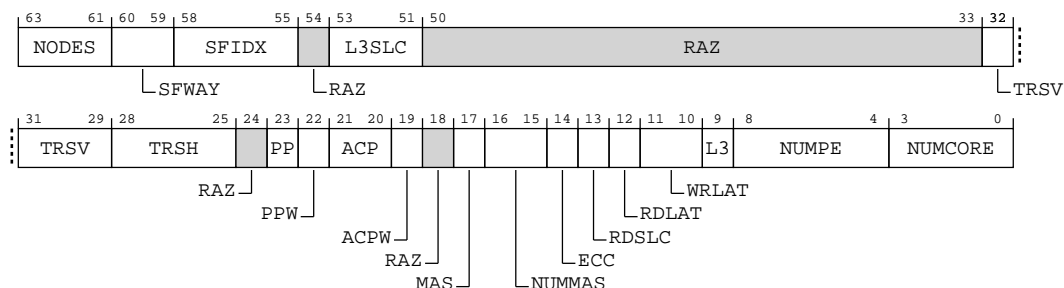 63 61 60 59 58 55 54 53 51 50 33 32
NODES SFIDX L3SLC RAZ
SFWAY RAZ TRSV
31 29 28 25 24 23 22 21 20 19 18 17 16 15 14 13 12 11 10 9 8 4 3 0
TRSV TRSH PP ACP L3 NUMPE NUMCORE
RAZ WRLAT
PPW RDLAT
ACPW RDSLC
RAZ ECC
MAS NUMMAS